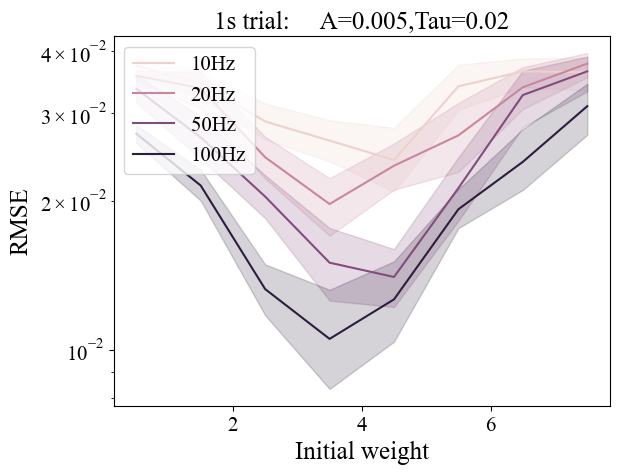 1s trial:     A=0.005,Tau=0.02
4 × 10⁻²
3 × 10⁻²
2 × 10⁻²
10⁻²
RMSE
10Hz
20Hz
50Hz
100Hz
2
4
6
Initial weight